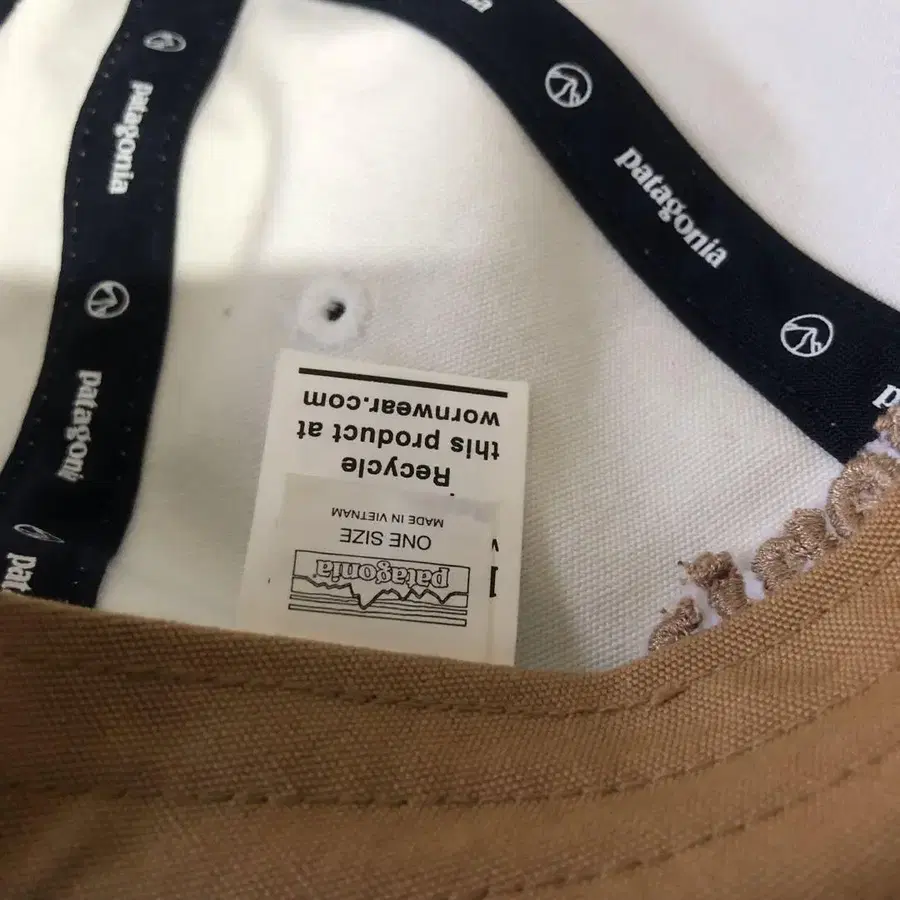 patagonia
patagonia
patagonia
patagonia
ONE SIZE
MADE IN VIETNAM
Recycle
this product at
wornwear.com